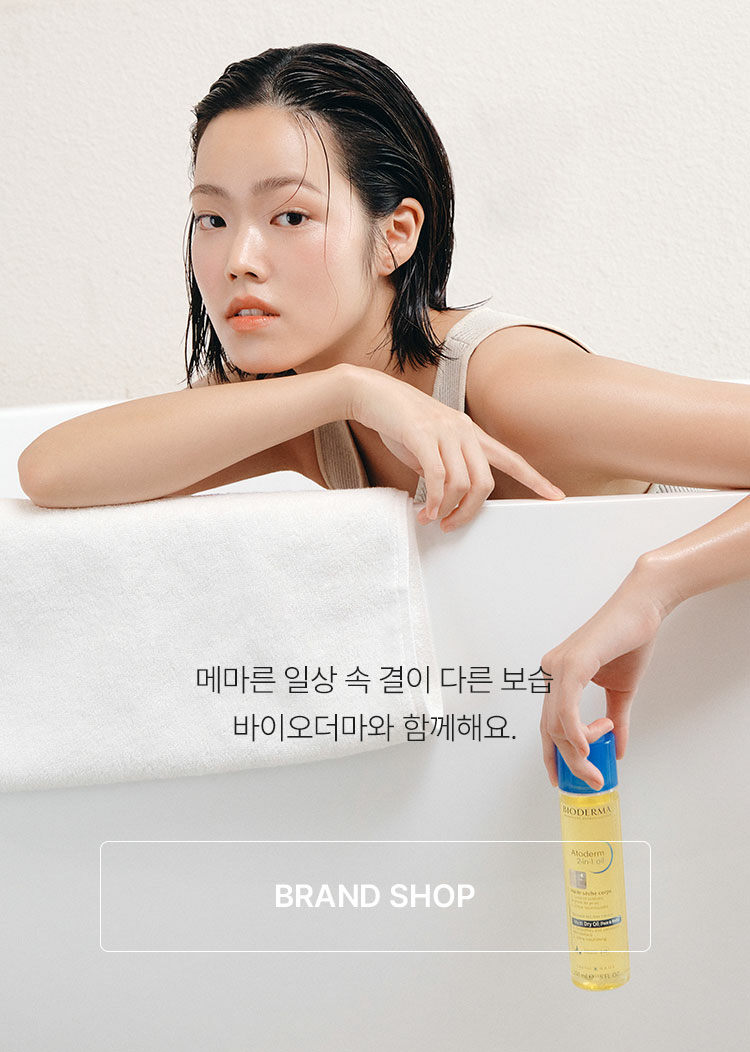 메마른 일상 속 결이 다른 보습
바이오더마와 함께해요.
BIODERMA
Atoderm
2-in-1 oil
BRAND SHOP